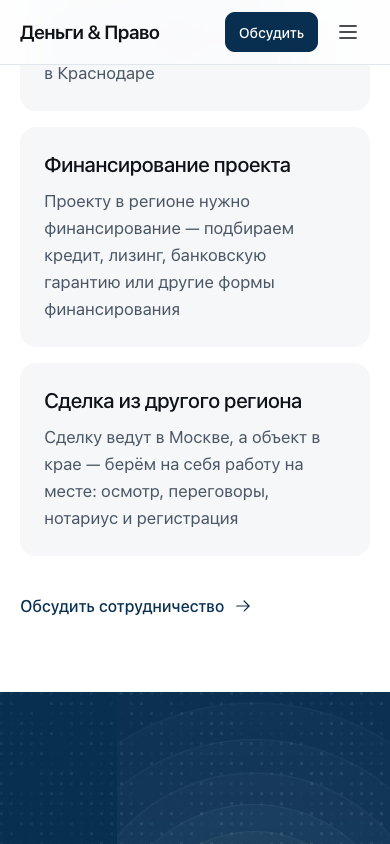 Деньги & Право
Обсудить
в Краснодаре
Финансирование проекта
Проекту в регионе нужно
финансирование — подбираем
кредит, лизинг, банковскую
гарантию или другие формы
финансирования
Сделка из другого региона
Сделку ведут в Москве, а объект в
крае — берём на себя работу на
месте: осмотр, переговоры,
нотариус и регистрация
Обсудить сотрудничество →